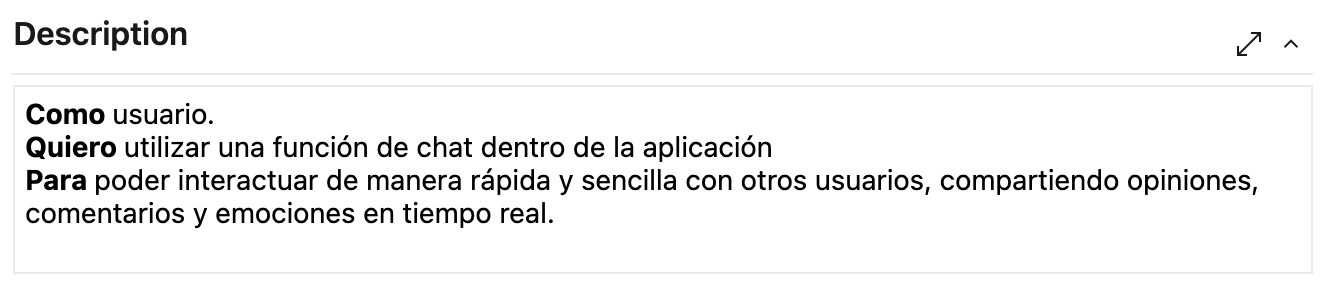 Description
Como usuario.
Quiero utilizar una función de chat dentro de la aplicación
Para poder interactuar de manera rápida y sencilla con otros usuarios, compartiendo opiniones,
comentarios y emociones en tiempo real.